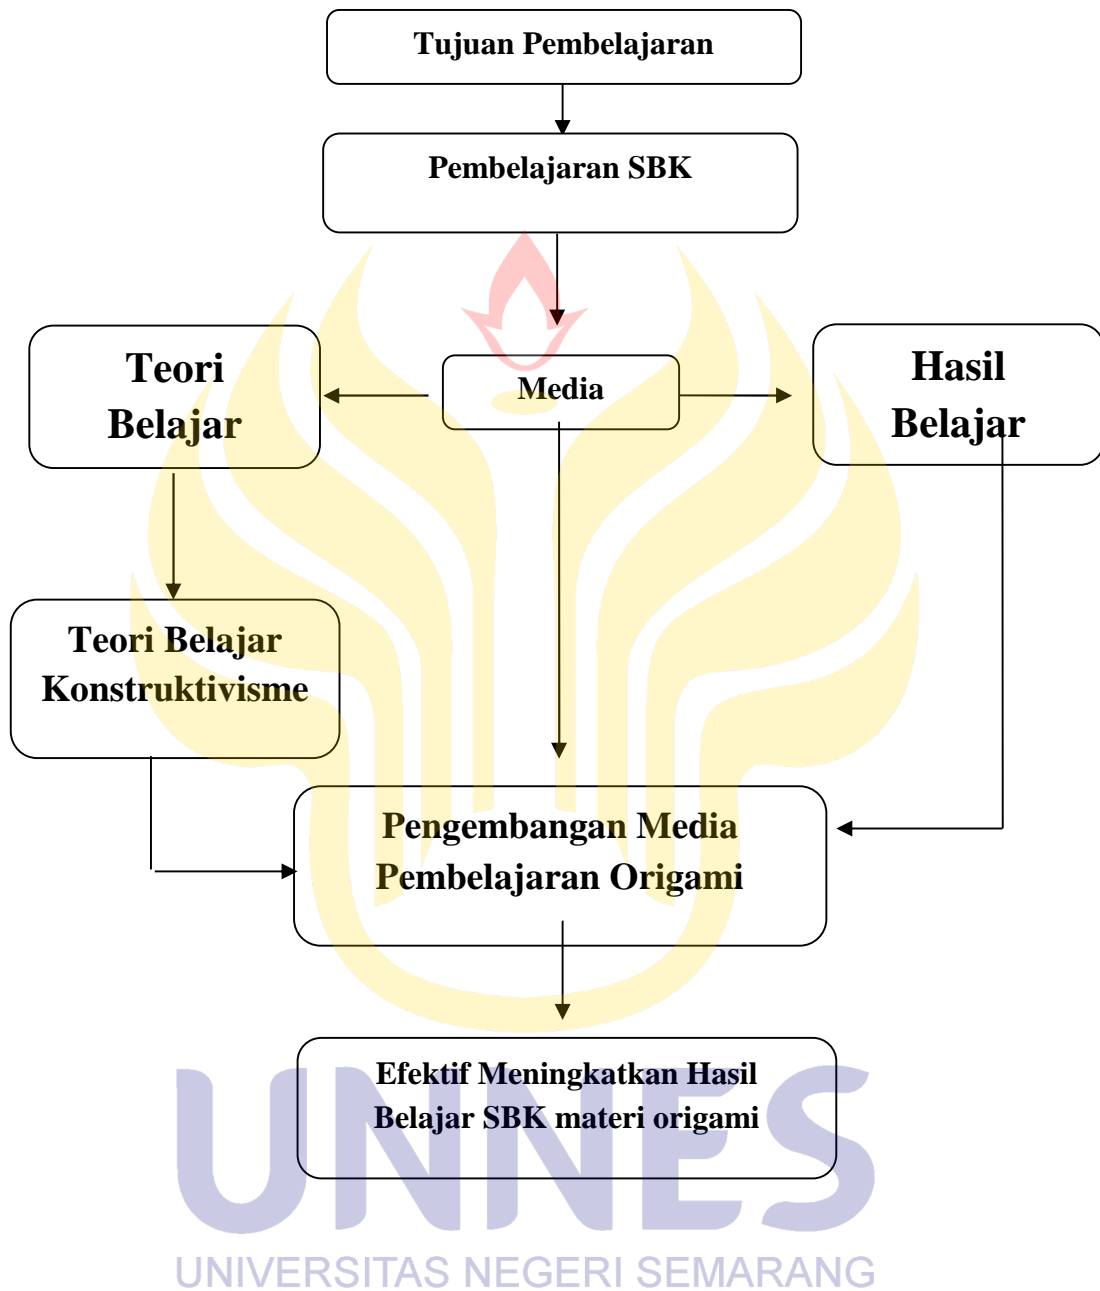 Tujuan Pembelajaran
Pembelajaran SBK
Teori
Belajar
Media
Hasil
Belajar
Teori Belajar
Konstruktivisme
Pengembangan Media
Pembelajaran Origami
Efektif Meningkatkan Hasil
Belajar SBK materi origami
UNNES
UNIVERSITAS NEGERI SEMARANG